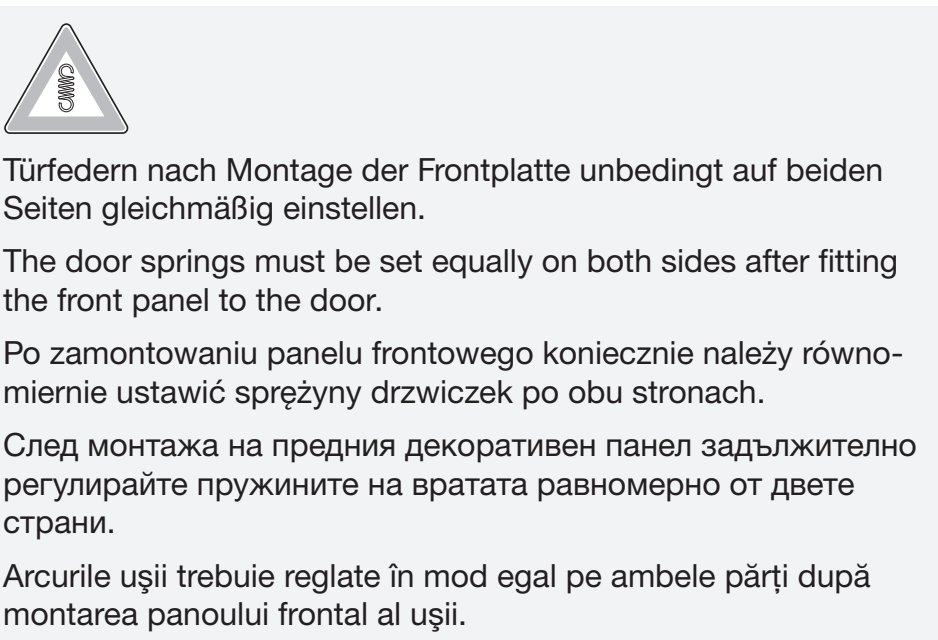 Türfedern nach Montage der Frontplatte unbedingt auf beiden
Seiten gleichmäßig einstellen.
The door springs must be set equally on both sides after fitting
the front panel to the door.
Po zamontowaniu panelu frontowego koniecznie należy równo-
miernie ustawić sprężyny drzwiczek po obu stronach.
След монтажа на предния декоративен панел задължително
регулирайте пружините на вратата равномерно от двете
страни.
Arcurile uşii trebuie reglate în mod egal pe ambele părţi după
montarea panoului frontal al uşii.